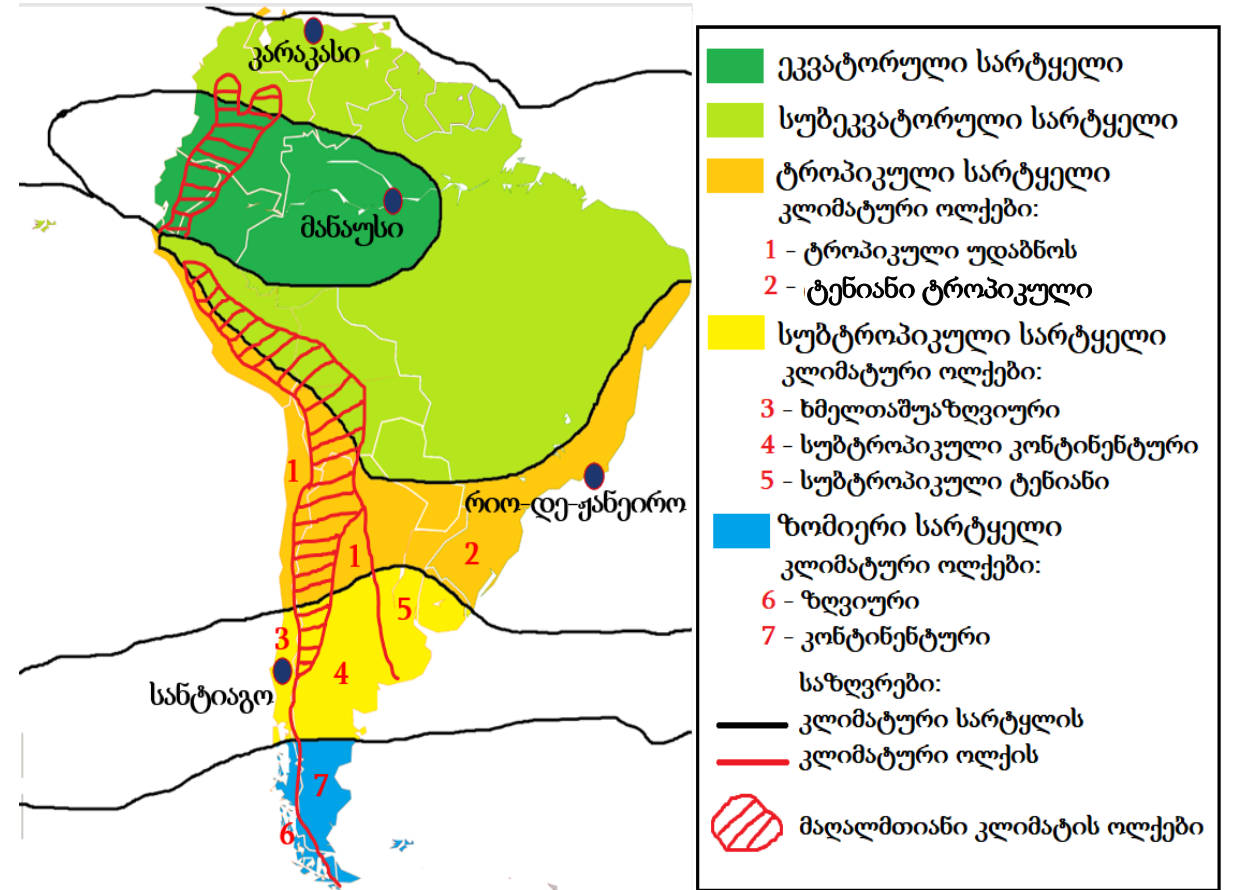 კარაკასი
მანაუსი
1
რიო-დე-ჟანეირო
1
2
5
3
4
სანტიაგო
7
6
ეკვატორული სარტყელი
სუბეკვატორული სარტყელი
ტროპიკული სარტყელი
კლიმატური ოლქები:
1 - ტროპიკული უდაბნოს
2 - ტენიანი ტროპიკული
სუბტროპიკული სარტყელი
კლიმატური ოლქები:
3 - ხმელთაშუაზღვიური
4 - სუბტროპიკული კონტინენტური
5 - სუბტროპიკული ტენიანი
ზომიერი სარტყელი
კლიმატური ოლქები:
6 - ზღვიური
7 - კონტინენტური
საზღვრები:
კლიმატური სარტყლის
კლიმატური ოლქის
მაღალმთიანი კლიმატის ოლქები